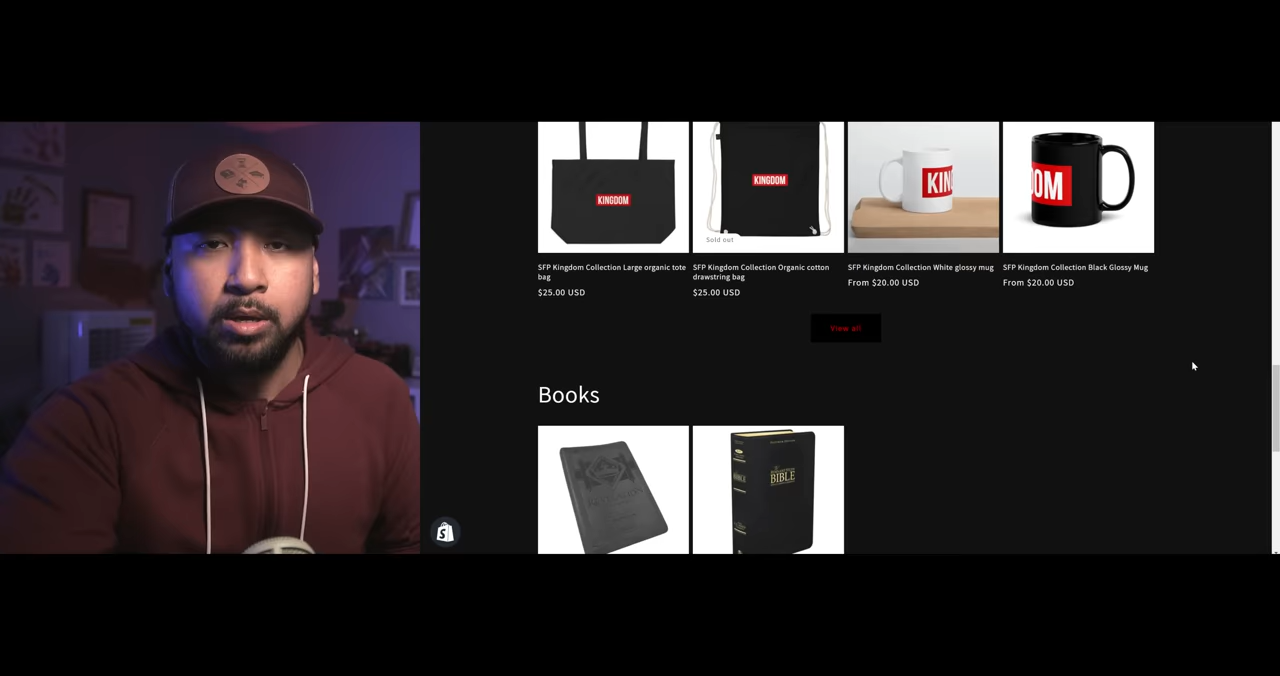 KINGDOM
KINGDOM
KIN
OM
Sold out
SFP Kingdom Collection Large organic tote
bag
$25.00 USD
SFP Kingdom Collection Organic cotton
drawstring bag
$25.00 USD
SFP Kingdom Collection White glossy mug
From $20.00 USD
SFP Kingdom Collection Black Glossy Mug
From $20.00 USD
View all
Books
BIBLE